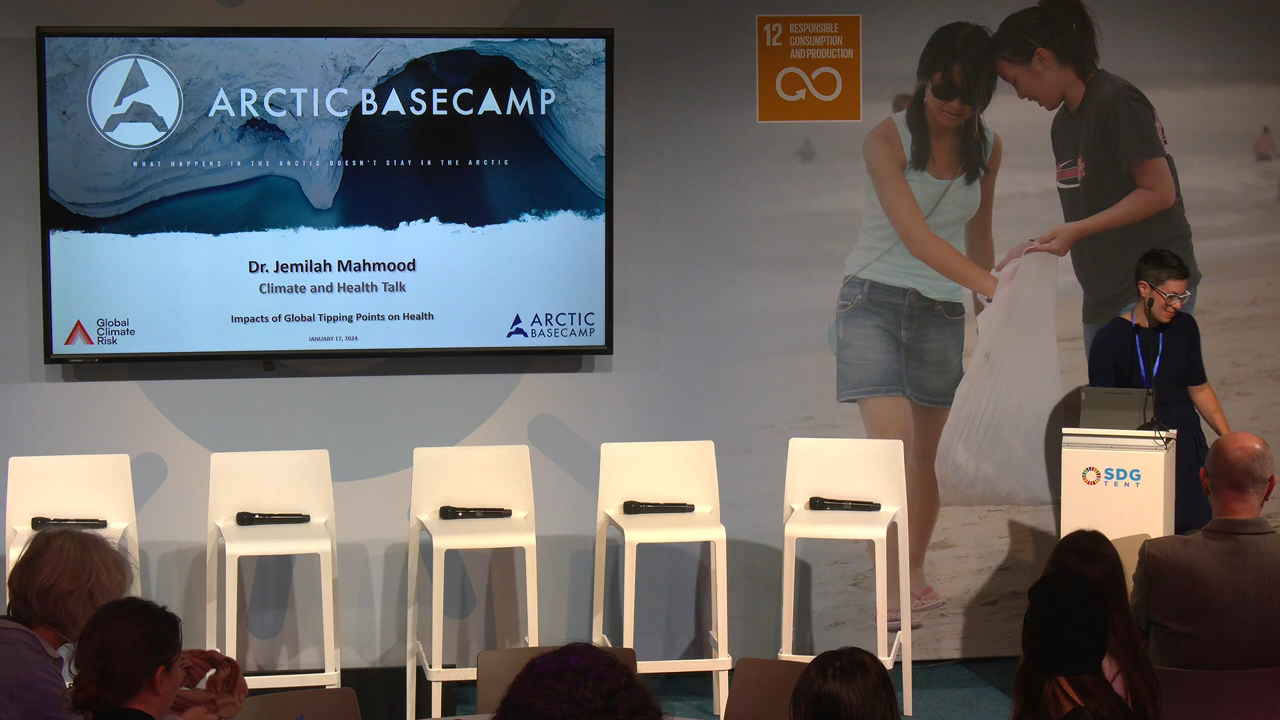 ARCTIC BASECAMP
WHAT HAPPENS IN THE ARCTIC DOESN'T STAY IN THE ARCTIC
Dr. Jemilah Mahmood
Climate and Health Talk
Impacts of Global Tipping Points on Health
JANUARY 17, 2024
Global
Climate
Risk
ARCTIC
BASECAMP
12 RESPONSIBLE
CONSUMPTION
AND PRODUCTION
SDG
TENT